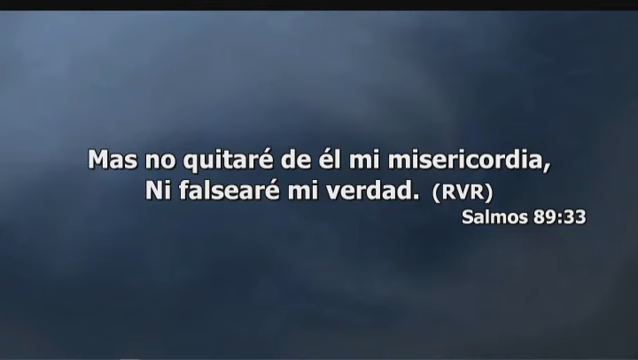 Mas no quitaré de él mi misericordia,
Ni falsearé mi verdad. (RVR)
Salmos 89:33